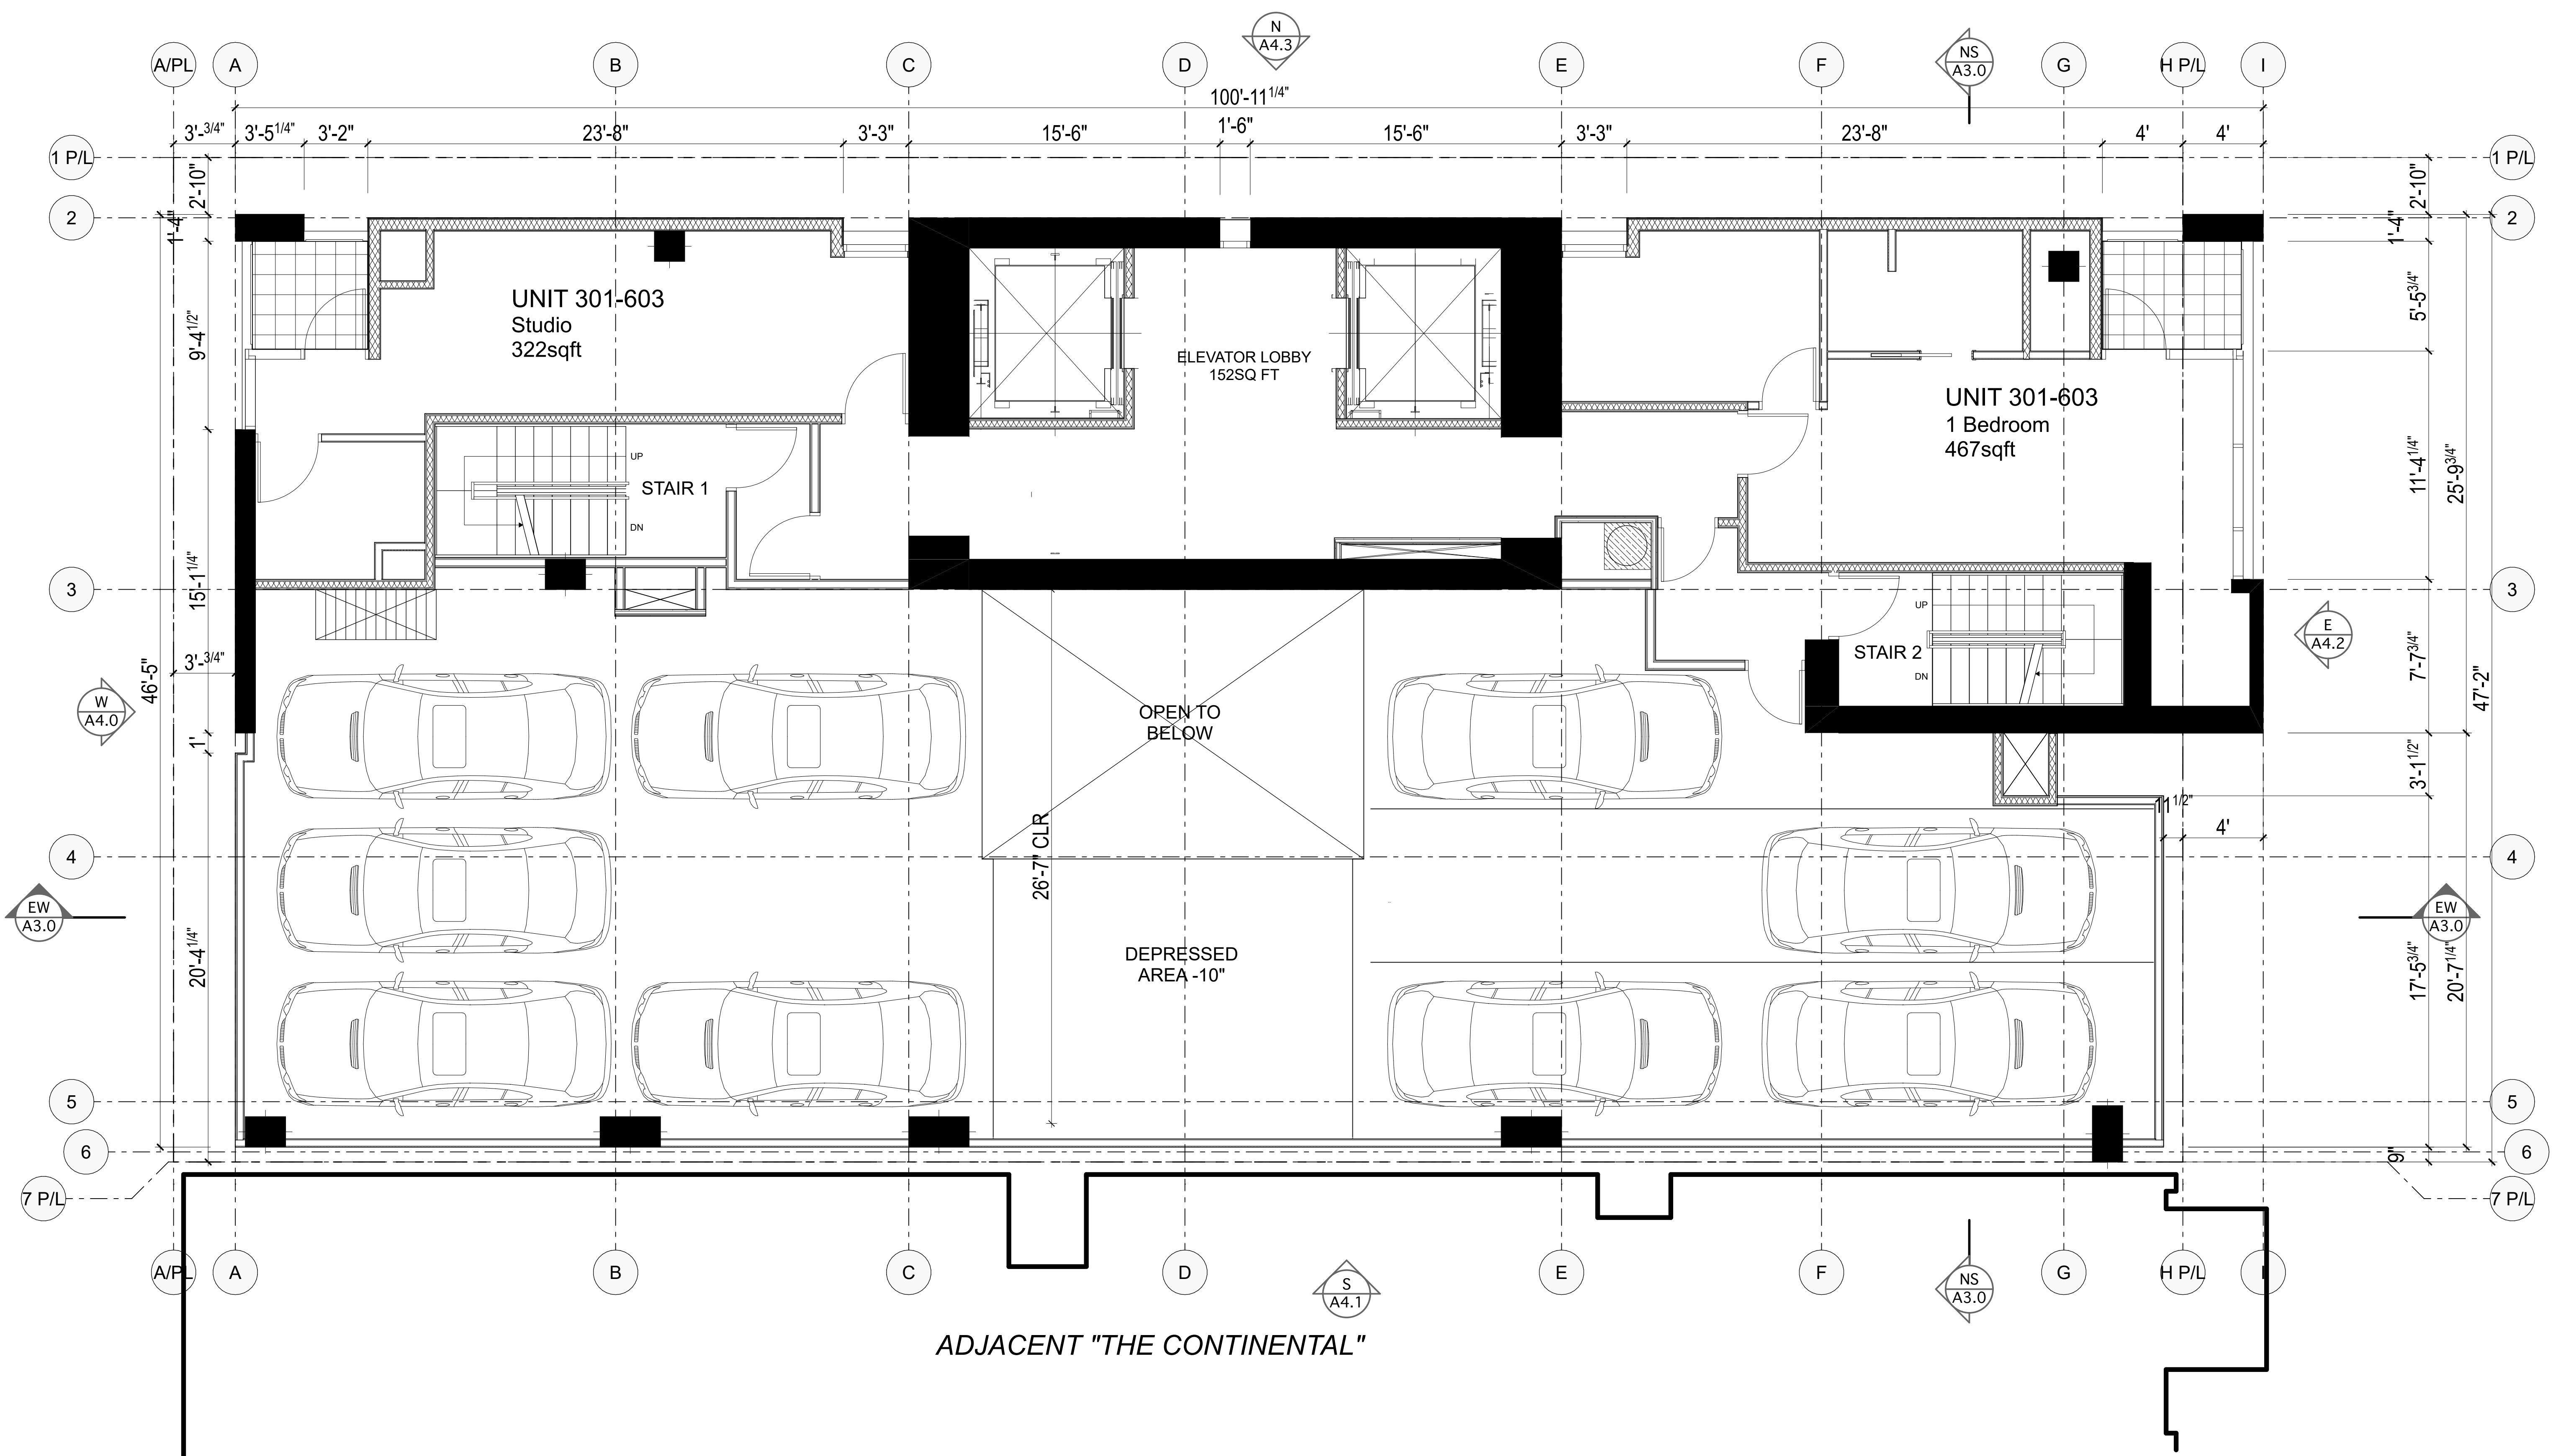 N
A4.3
NS
A3.0
A/PL
A
B
C
D
E
F
G
H P/L
I
100'-11 1/4"
3'-3/4"
3'-5 1/4"
3'-2"
23'-8"
3'-3"
15'-6"
1'-6"
15'-6"
3'-3"
23'-8"
4'
4'
1 P/L
1 P/L
2'-10"
2'-10"
2
2
1'-4"
1'-4"
UNIT 301-603
Studio
322sqft
9'-4 1/2"
5'-5 3/4"
ELEVATOR LOBBY
152SQ FT
UNIT 301-603
1 Bedroom
467sqft
UP
STAIR 1
DN
11'-4 1/4"
25'-9 3/4"
15'-1 1/4"
3
3
UP
STAIR 2
DN
E
A4.2
3'-3/4"
46'-5"
7'-7 3/4"
47'-2"
W
A4.0
1'
OPEN TO
BELOW
3'-1 1/2"
11 1/2"
4'
26'-7" CLR
4
4
EW
A3.0
EW
A3.0
20'-4 1/4"
DEPRESSED
AREA -10"
17'-5 3/4"
20'-7 1/4"
5
5
6
6
9"
7 P/L
7 P/L
A/PL
A
B
C
D
E
F
G
H P/L
I
S
A4.1
NS
A3.0
ADJACENT "THE CONTINENTAL"